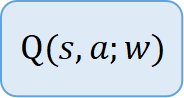 Q(s, a; w)